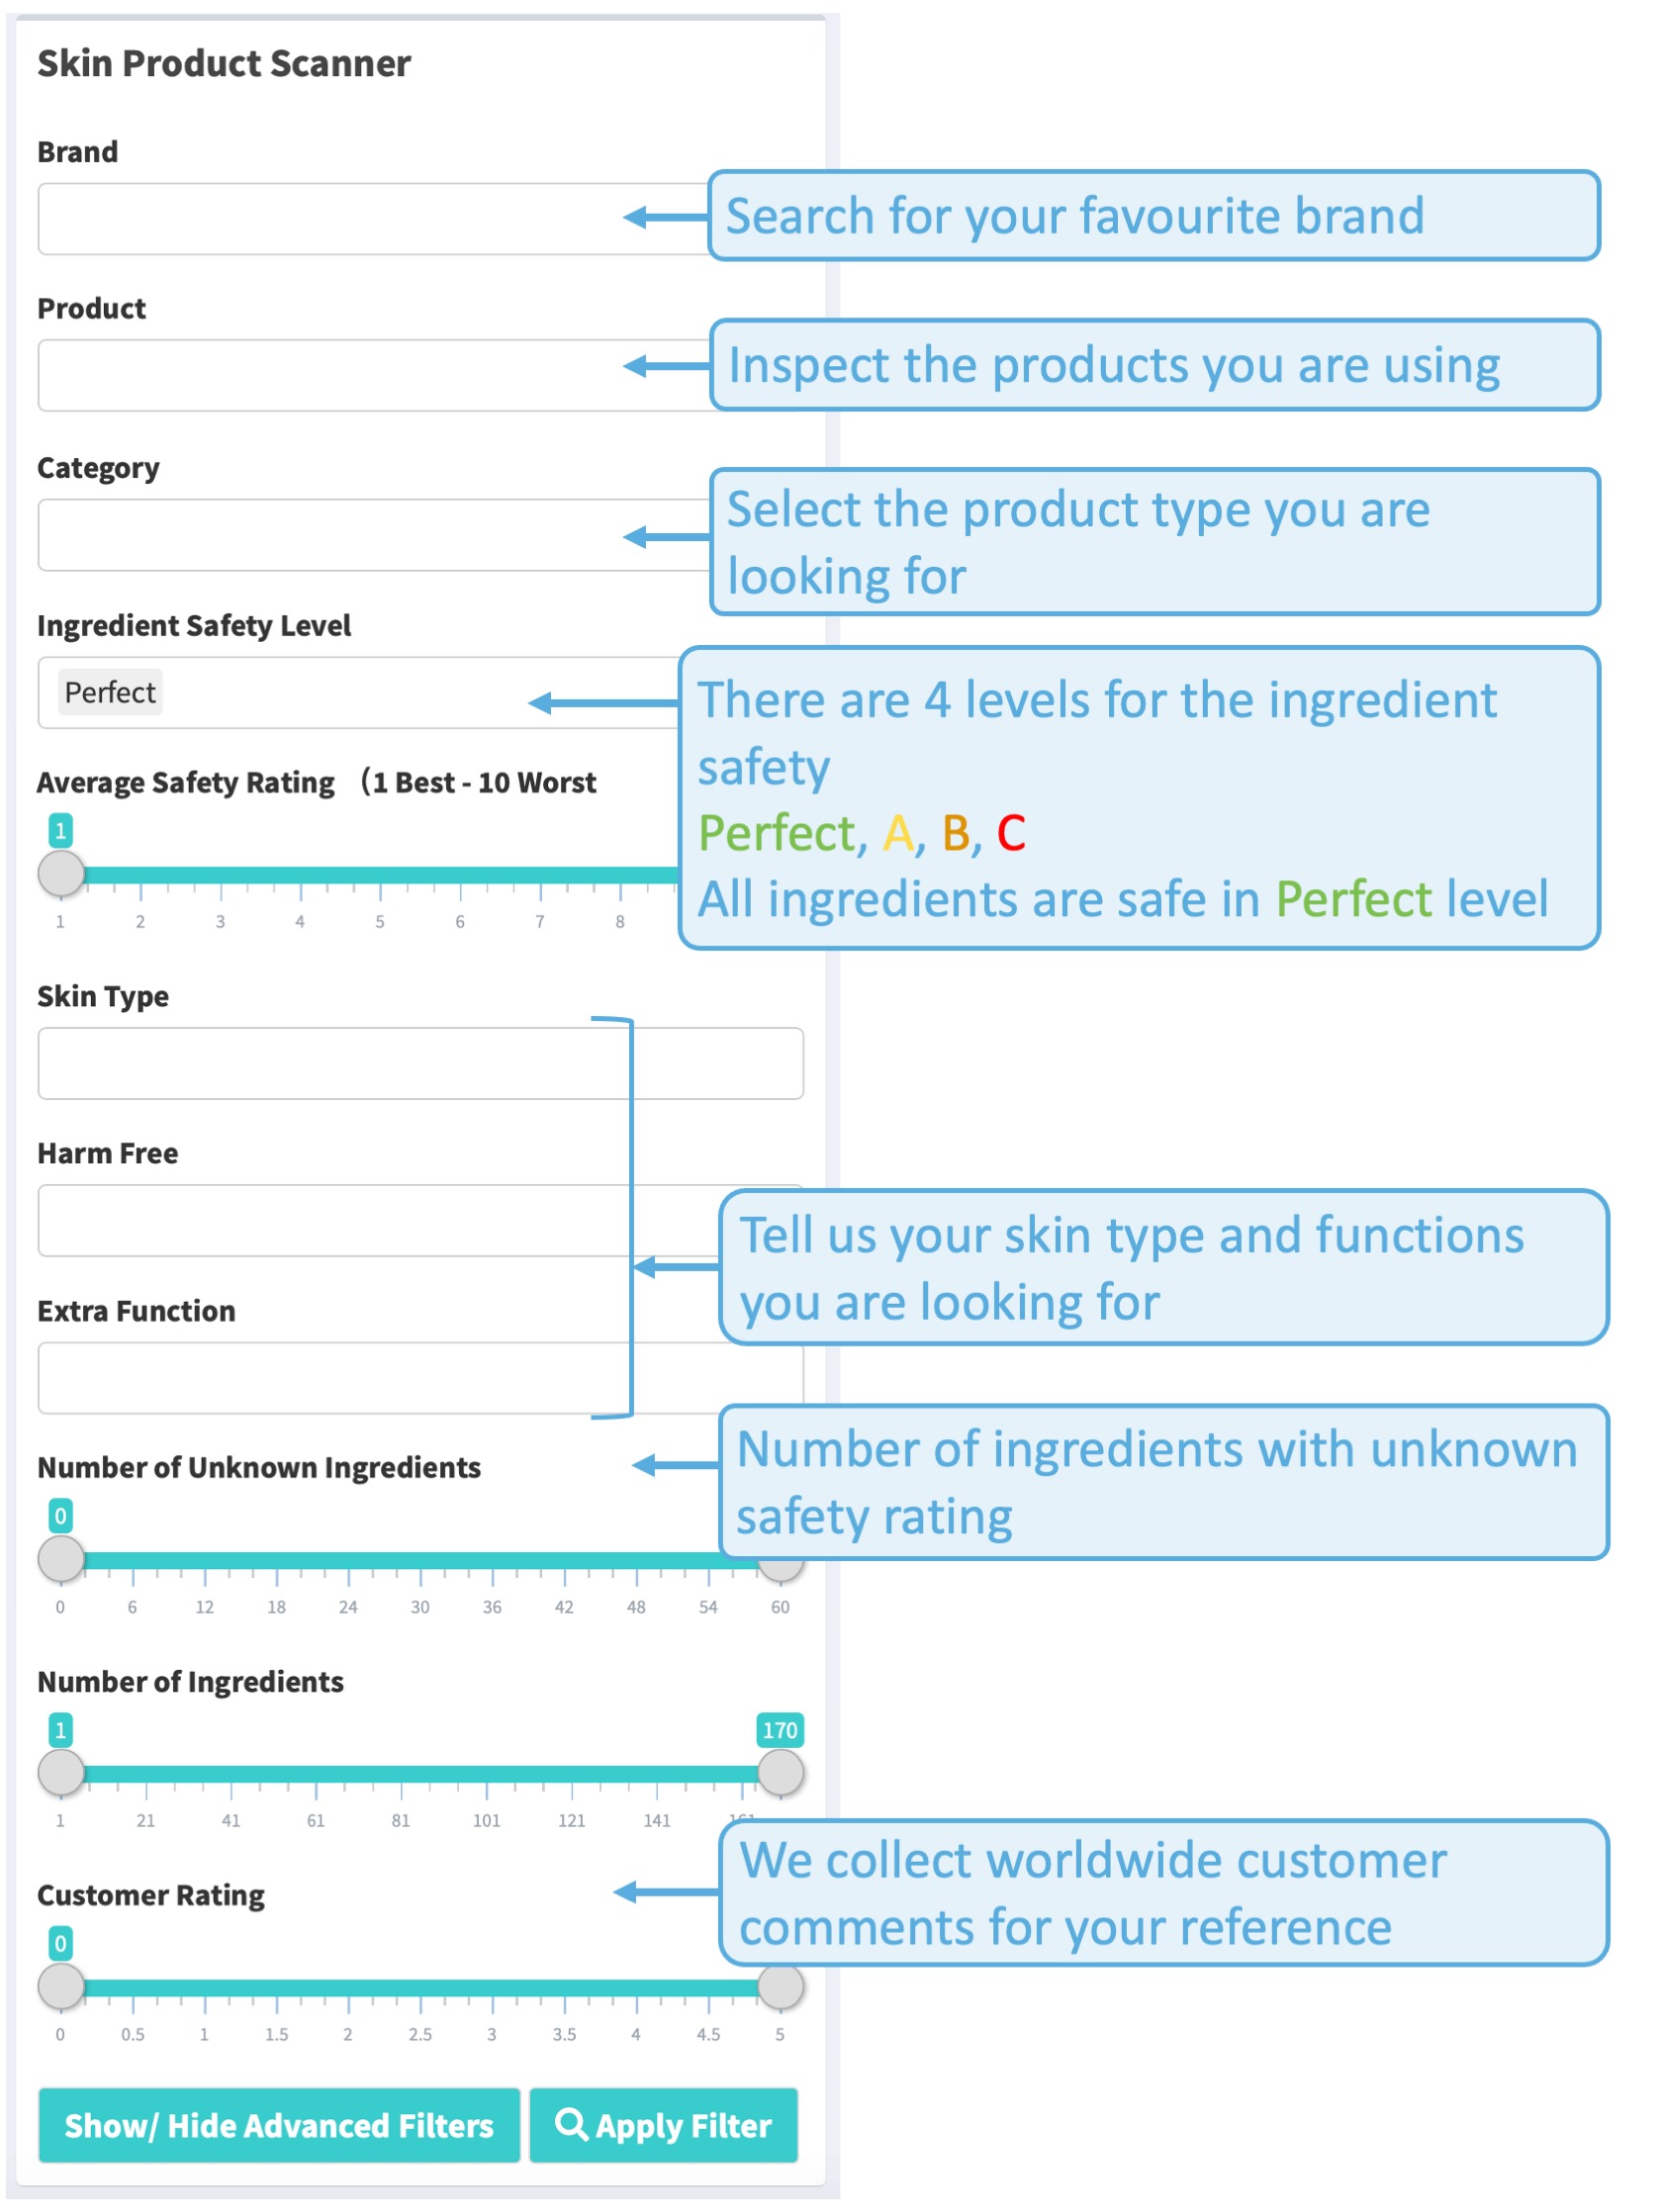 Skin Product Scanner
Brand
Search for your favourite brand
Product
Inspect the products you are using
Category
Select the product type you are
looking for
Ingredient Safety Level
Perfect
There are 4 levels for the ingredient
safety
Perfect, A, B, C
All ingredients are safe in Perfect level
Average Safety Rating (1 Best - 10 Worst
1
1 2 3 4 5 6 7 8
Skin Type
Harm Free
Tell us your skin type and functions
you are looking for
Extra Function
Number of Unknown Ingredients
Number of ingredients with unknown
safety rating
0
0 6 12 18 24 30 36 42 48 54 60
Number of Ingredients
1 170
1 21 41 61 81 101 121 141 161
We collect worldwide customer
comments for your reference
Customer Rating
0
0 0.5 1 1.5 2 2.5 3 3.5 4 4.5 5
Show/ Hide Advanced Filters
Apply Filter